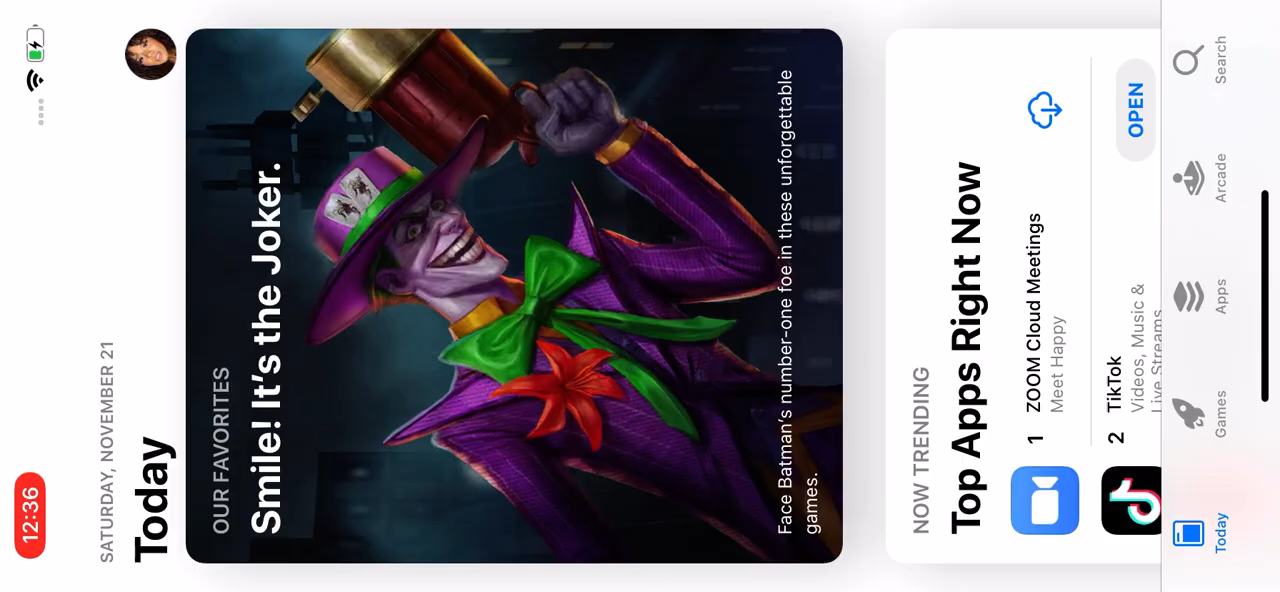 12:36
SATURDAY, NOVEMBER 21
Today
OUR FAVORITES
Smile! It's the Joker.
Face Batman's number-one foe in these unforgettable
games.
NOW TRENDING
Top Apps Right Now
1 ZOOM Cloud Meetings
Meet Happy
2 TikTok
OPEN
Videos, Music &
Live Streams
Today
Games
Apps
Arcade
Search